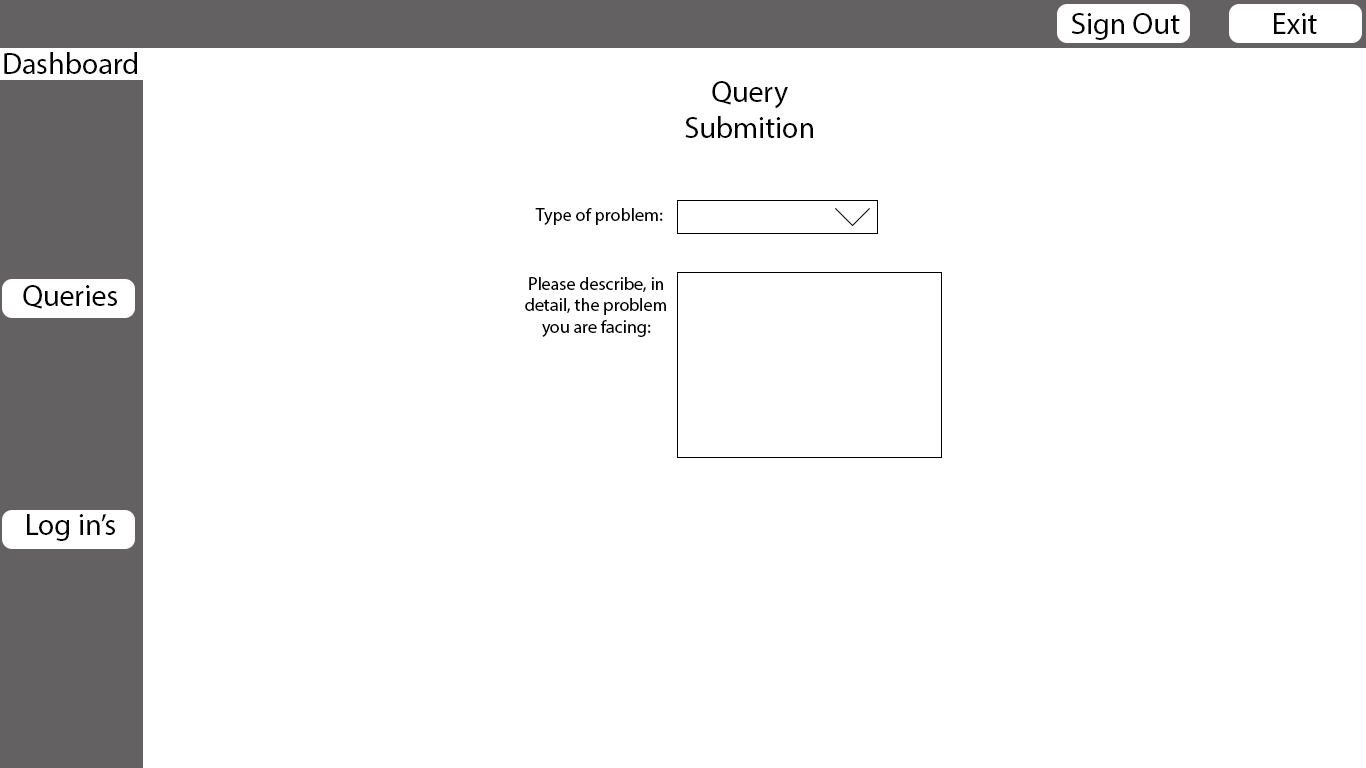 Sign Out
Exit
Dashboard
Query
Submition
Type of problem:
Please describe, in
detail, the problem
you are facing:
Queries
Log in’s